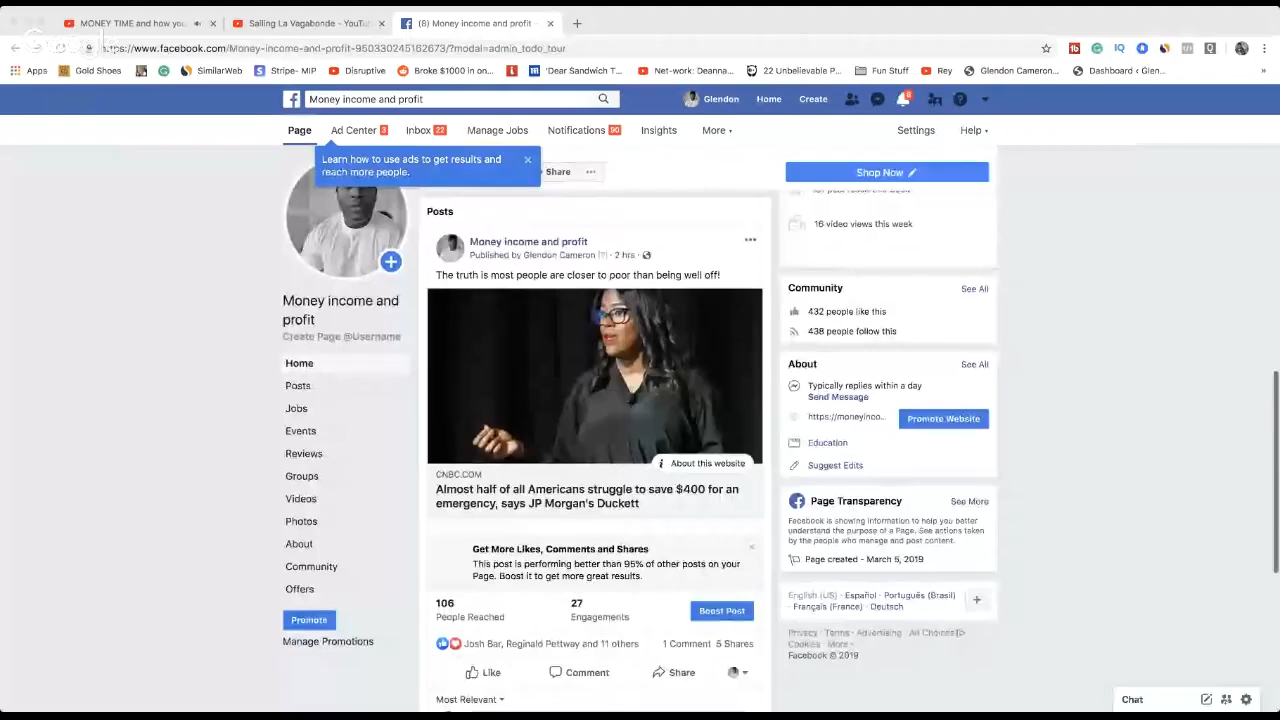 MONEY TIME and how you
Sailing La Vagabonde - YouTub
(8) Money income and profit -
https://www.facebook.com/Money-income-and-profit-950330245162673/?modal=admin_todo_tour
Apps
Gold Shoes
SimilarWeb
Stripe- MIP
Disruptive
Broke $1000 in on...
'Dear Sandwich T...
Net-work: Deanna...
22 Unbelievable P...
Fun Stuff
Rey
Glendon Cameron...
Dashboard ‹ Glen...
Money income and profit
Glendon
Home
Create
8
Page
Ad Center 3
Inbox 22
Manage Jobs
Notifications 90
Insights
More
Settings
Help
Learn how to use ads to get results and
reach more people.
Share
Shop Now
16 video views this week
Money income and
profit
Create Page @Username
Home
Posts
Jobs
Events
Reviews
Groups
Videos
Photos
About
Community
Offers
Promote
Manage Promotions
Posts
Money income and profit
Published by Glendon Cameron [?] · 2 hrs ·
The truth is most people are closer to poor than being well off!
About this website
CNBC.COM
Almost half of all Americans struggle to save $400 for an
emergency, says JP Morgan's Duckett
Get More Likes, Comments and Shares
This post is performing better than 95% of other posts on your
Page. Boost it to get more great results.
106
People Reached
27
Engagements
Boost Post
Josh Bar, Reginald Pettway and 11 others
1 Comment 5 Shares
Like
Comment
Share
Most Relevant
Community
See All
432 people like this
438 people follow this
About
See All
Typically replies within a day
Send Message
https://moneyinco...
Promote Website
Education
Suggest Edits
Page Transparency
See More
Facebook is showing information to help you better
understand the purpose of a Page. See actions taken
by the people who manage and post content.
Page created - March 5, 2019
English (US) · Español · Português (Brasil)
· Français (France) · Deutsch
Privacy · Terms · Advertising · Ad Choices
Cookies · More
Facebook © 2019
Chat